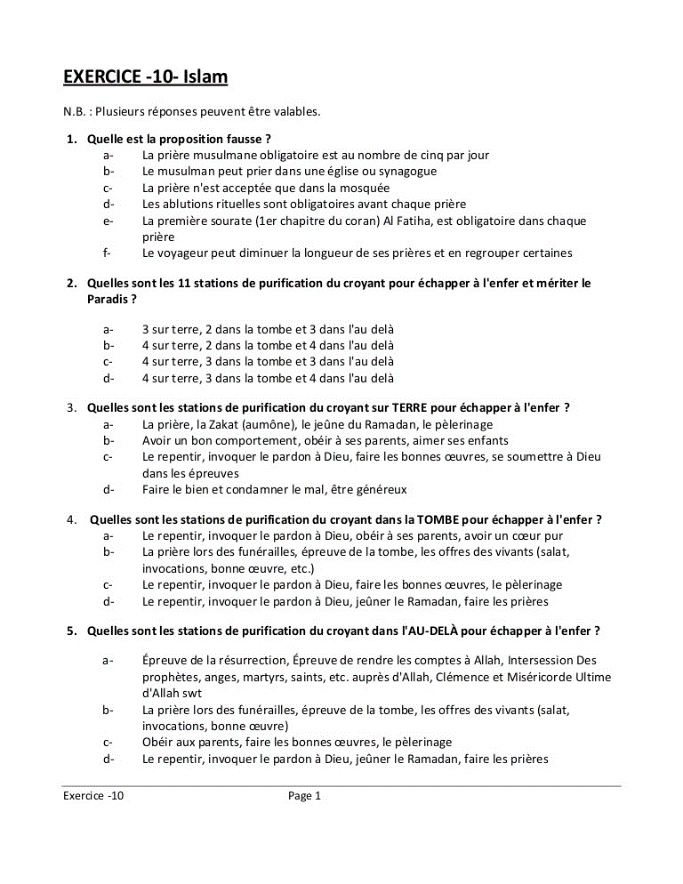 EXERCICE -10- Islam
N.B. : Plusieurs réponses peuvent être valables.
1. Quelle est la proposition fausse ?
a- La prière musulmane obligatoire est au nombre de cinq par jour
b- Le musulman peut prier dans une église ou synagogue
c- La prière n'est acceptée que dans la mosquée
d- Les ablutions rituelles sont obligatoires avant chaque prière
e- La première sourate (1er chapitre du coran) Al Fatiha, est obligatoire dans chaque
prière
f- Le voyageur peut diminuer la longueur de ses prières et en regrouper certaines
2. Quelles sont les 11 stations de purification du croyant pour échapper à l'enfer et mériter le
Paradis ?
a- 3 sur terre, 2 dans la tombe et 3 dans l'au delà
b- 4 sur terre, 2 dans la tombe et 4 dans l'au delà
c- 4 sur terre, 3 dans la tombe et 3 dans l'au delà
d- 4 sur terre, 3 dans la tombe et 4 dans l'au delà
3. Quelles sont les stations de purification du croyant sur TERRE pour échapper à l'enfer ?
a- La prière, la Zakat (aumône), le jeûne du Ramadan, le pèlerinage
b- Avoir un bon comportement, obéir à ses parents, aimer ses enfants
c- Le repentir, invoquer le pardon à Dieu, faire les bonnes œuvres, se soumettre à Dieu
dans les épreuves
d- Faire le bien et condamner le mal, être généreux
4. Quelles sont les stations de purification du croyant dans la TOMBE pour échapper à l'enfer ?
a- Le repentir, invoquer le pardon à Dieu, obéir à ses parents, avoir un cœur pur
b- La prière lors des funérailles, épreuve de la tombe, les offres des vivants (salat,
invocations, bonne œuvre, etc.)
c- Le repentir, invoquer le pardon à Dieu, faire les bonnes œuvres, le pèlerinage
d- Le repentir, invoquer le pardon à Dieu, jeûner le Ramadan, faire les prières
5. Quelles sont les stations de purification du croyant dans l'AU-DELÀ pour échapper à l'enfer ?
a- Épreuve de la résurrection, Épreuve de rendre les comptes à Allah, Intersession Des
prophètes, anges, martyrs, saints, etc. auprès d'Allah, Clémence et Miséricorde Ultime
d'Allah swt
b- La prière lors des funérailles, épreuve de la tombe, les offres des vivants (salat,
invocations, bonne œuvre)
c- Obéir aux parents, faire les bonnes œuvres, le pèlerinage
d- Le repentir, invoquer le pardon à Dieu, jeûner le Ramadan, faire les prières
Exercice -10 Page 1